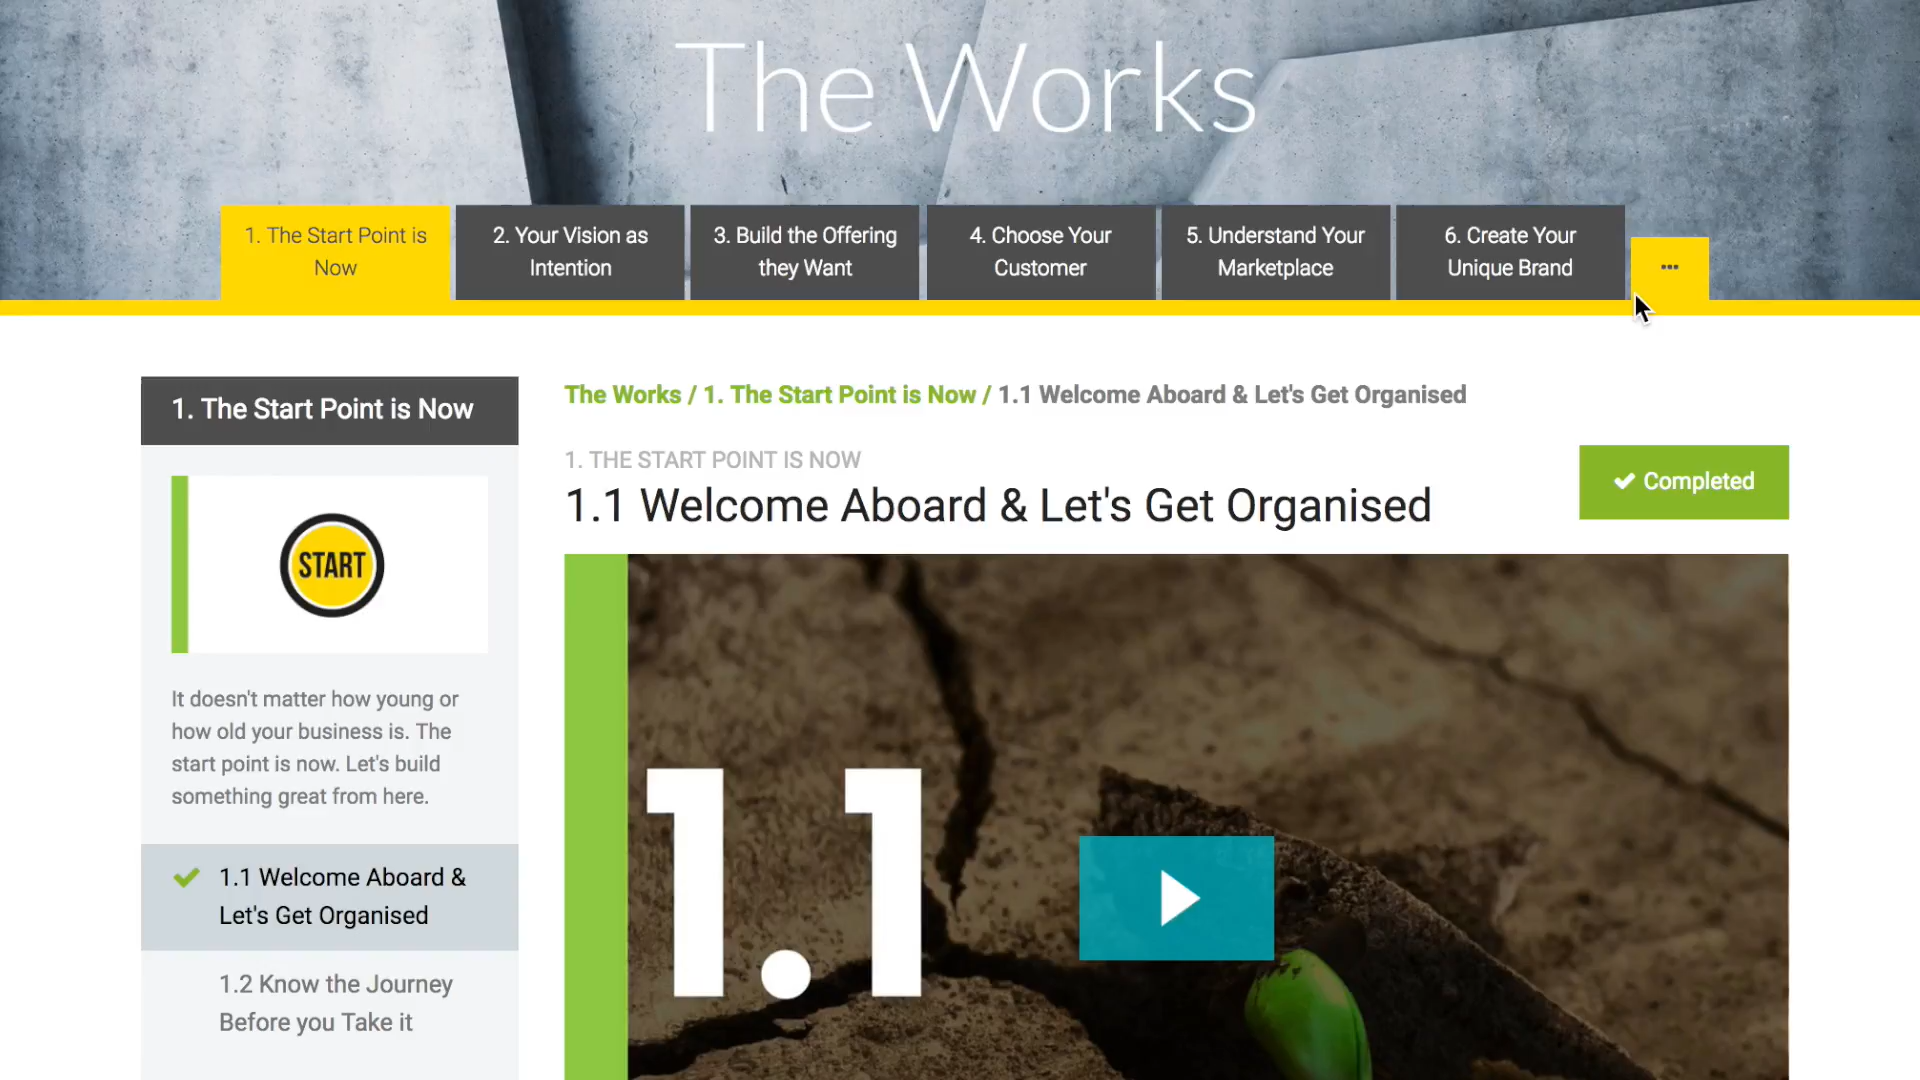 The Works
1. The Start Point is
Now
2. Your Vision as
Intention
3. Build the Offering
they Want
4. Choose Your
Customer
5. Understand Your
Marketplace
6. Create Your
Unique Brand
...
1. The Start Point is Now
START
It doesn't matter how young or
how old your business is. The
start point is now. Let's build
something great from here.
1.1 Welcome Aboard &
Let's Get Organised
1.2 Know the Journey
Before you Take it
The Works / 1. The Start Point is Now / 1.1 Welcome Aboard & Let's Get Organised
1. THE START POINT IS NOW
1.1 Welcome Aboard & Let's Get Organised
Completed
1.1